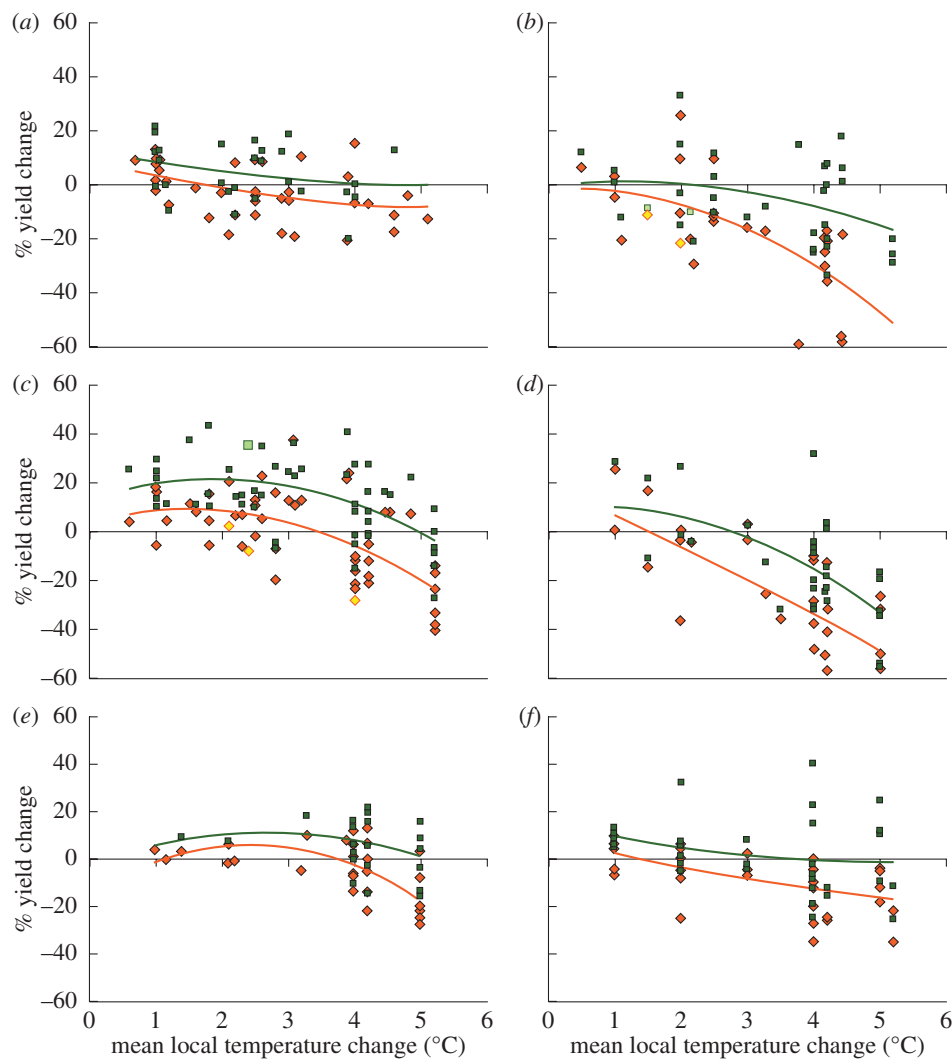 (a) (b)
60
40
20
0
–20
–40
–60
% yield change
(c) (d)
60
40
20
0
–20
–40
–60
% yield change
(e) (f)
60
40
20
0
–20
–40
–60
% yield change
0 1 2 3 4 5 6 0 1 2 3 4 5 6
mean local temperature change (°C) mean local temperature change (°C)